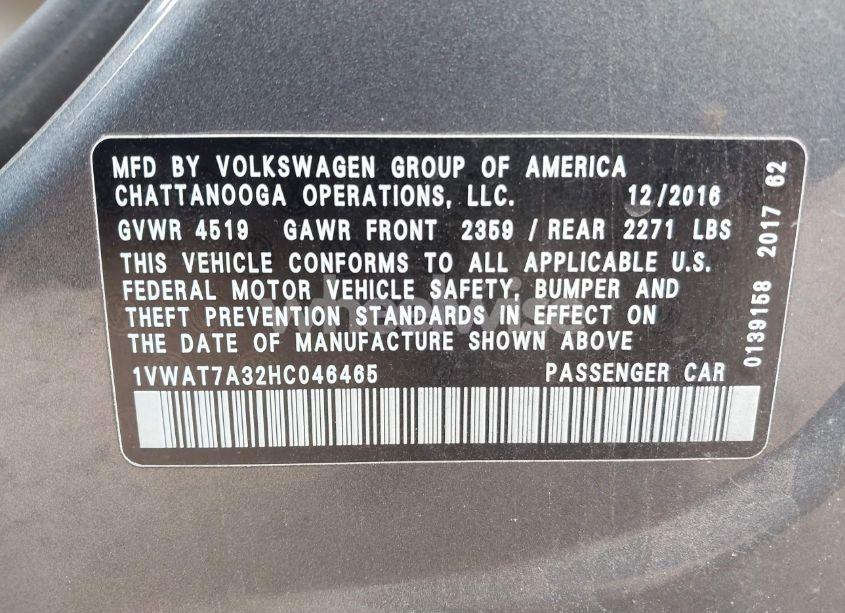 MFD BY VOLKSWAGEN GROUP OF AMERICA
CHATTANOOGA OPERATIONS, LLC. 12/2016
GVWR 4519 GAWR FRONT 2359 / REAR 2271 LBS
THIS VEHICLE CONFORMS TO ALL APPLICABLE U.S.
FEDERAL MOTOR VEHICLE SAFETY, BUMPER AND
THEFT PREVENTION STANDARDS IN EFFECT ON
THE DATE OF MANUFACTURE SHOWN ABOVE
1VWAT7A32HC046465 PASSENGER CAR
0139158 2017 62
wheelwise